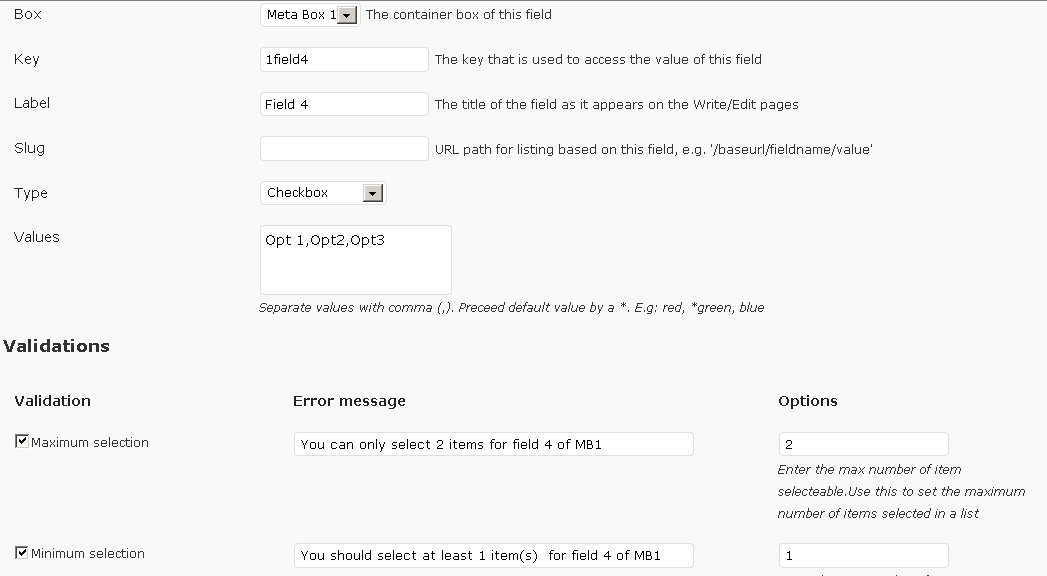 Box Meta Box 1 The container box of this field
Key 1field4 The key that is used to access the value of this field
Label Field 4 The title of the field as it appears on the Write/Edit pages
Slug URL path for listing based on this field, e.g. '/baseurl/fieldname/value'
Type Checkbox
Values Opt 1,Opt2,Opt3
Separate values with comma (,). Preceed default value by a *. E.g: red, *green, blue
Validations
Validation Error message Options
Maximum selection You can only select 2 items for field 4 of MB1 2
Enter the max number of item
selecteable.Use this to set the maximum
number of items selected in a list
Minimum selection You should select at least 1 item(s)  for field 4 of MB1 1